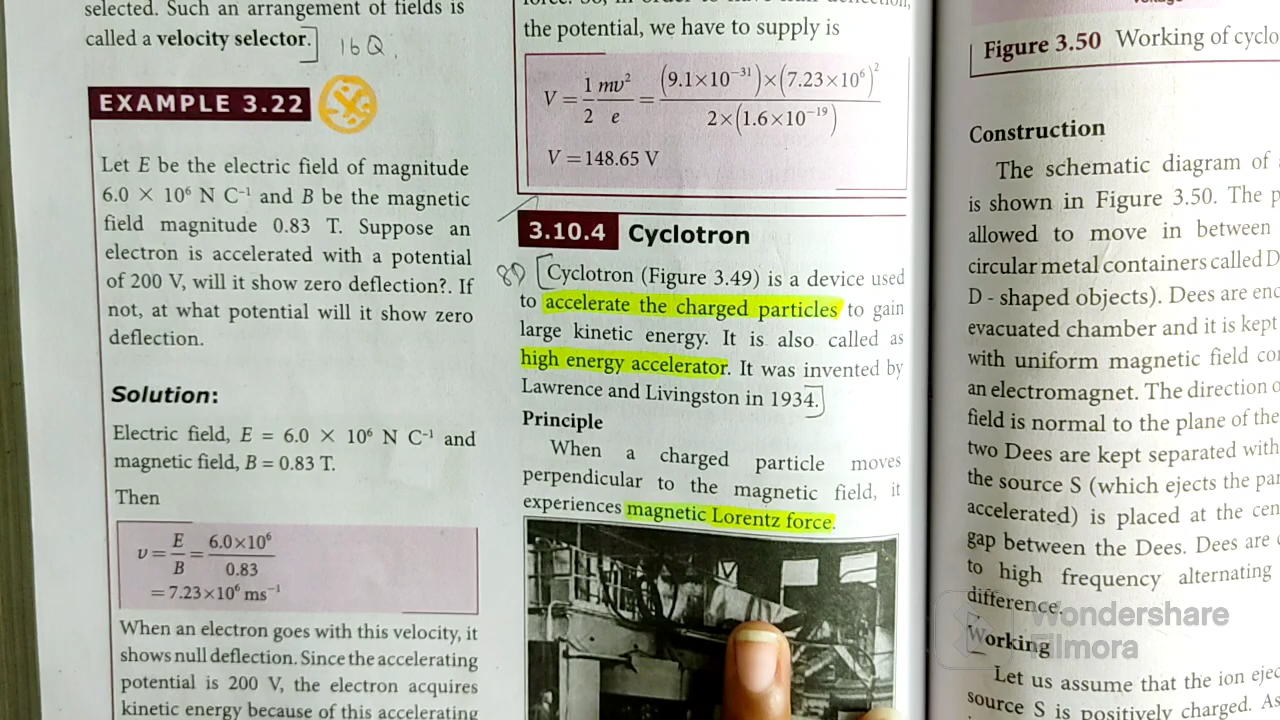 selected. Such an arrangement of fields is
called a velocity selector.] 16Q.
EXAMPLE 3.22
Let E be the electric field of magnitude
6.0 × 10⁶ N C⁻¹ and B be the magnetic
field magnitude 0.83 T. Suppose an
electron is accelerated with a potential
of 200 V, will it show zero deflection?. If
not, at what potential will it show zero
deflection.
Solution:
Electric field, E = 6.0 × 10⁶ N C⁻¹ and
magnetic field, B = 0.83 T.
Then
υ = E/B = 6.0×10⁶/0.83
= 7.23×10⁶ ms⁻¹
When an electron goes with this velocity, it
shows null deflection. Since the accelerating
potential is 200 V, the electron acquires
kinetic energy because of this accelerating
the potential, we have to supply is
V = 1/2 mυ²/e = (9.1×10⁻³¹)×(7.23×10⁶)²/2×(1.6×10⁻¹⁹)
V = 148.65 V
3.10.4 Cyclotron
[Cyclotron (Figure 3.49) is a device used
to accelerate the charged particles to gain
large kinetic energy. It is also called as
high energy accelerator. It was invented by
Lawrence and Livingston in 1934.]
Principle
When a charged particle moves
perpendicular to the magnetic field, it
experiences magnetic Lorentz force.
Figure 3.50 Working of cyclo
Construction
The schematic diagram of
is shown in Figure 3.50. The p
allowed to move in between
circular metal containers called D
D - shaped objects). Dees are enc
evacuated chamber and it is kept
with uniform magnetic field con
an electromagnet. The direction o
field is normal to the plane of the
two Dees are kept separated with
the source S (which ejects the par
accelerated) is placed at the cen
gap between the Dees. Dees are
to high frequency alternating
difference.
Working
Let us assume that the ion ejec
source S is positively charged. As
Wondershare
Filmora